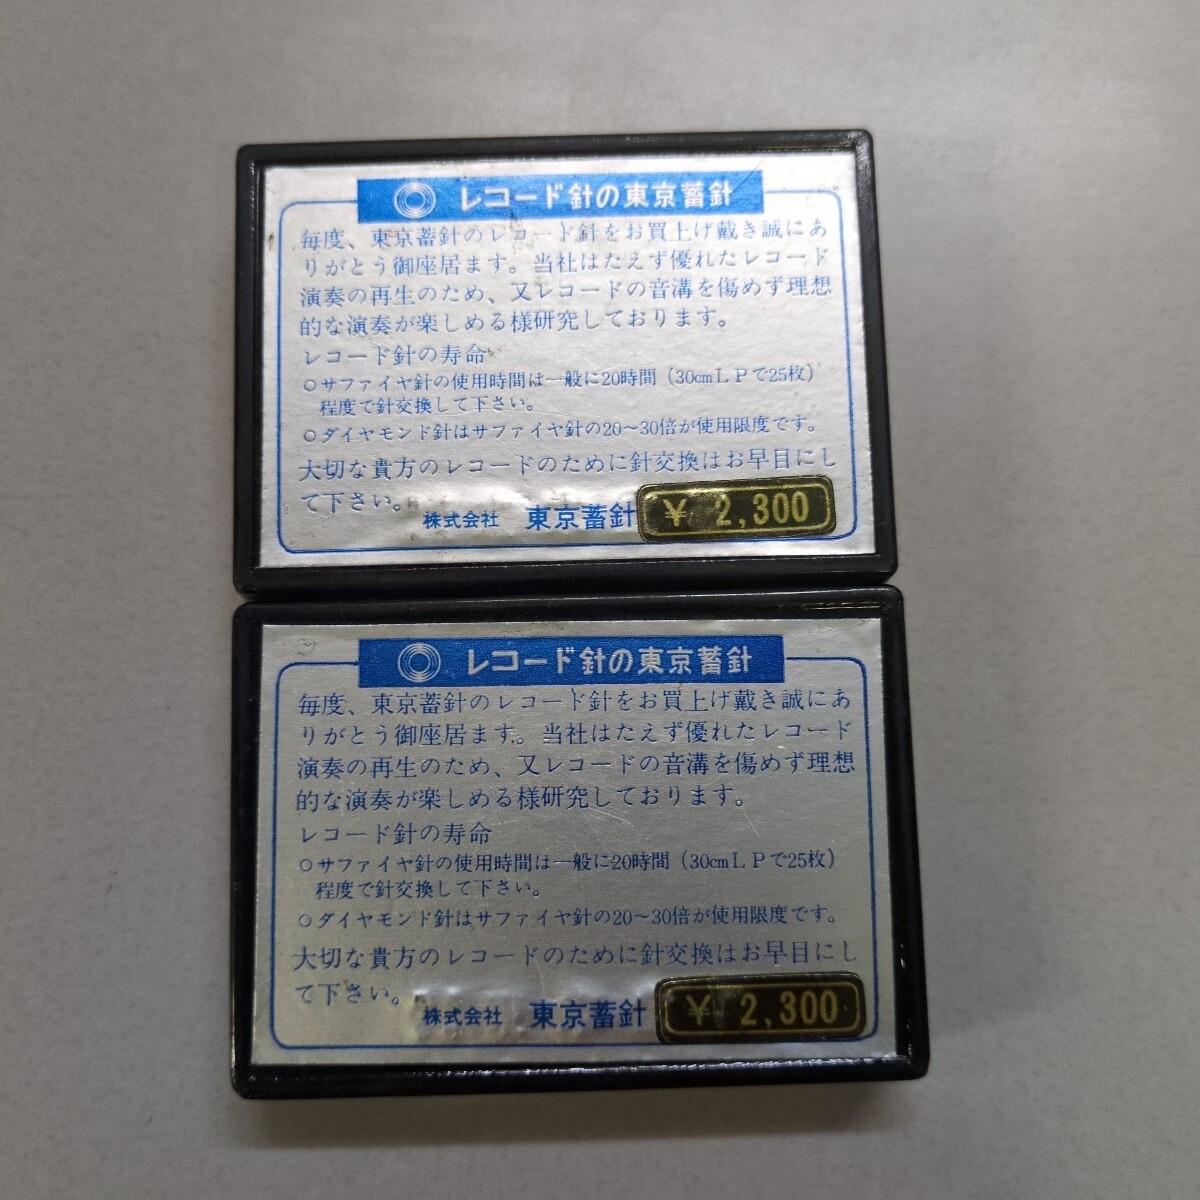 レコード針の東京蓄針
毎度、東京蓄針のレコード針をお買上げ戴き誠にあ
りがとう御座居ます。当社はたえず優れたレコード
演奏の再生のため、又レコードの音溝を傷めず理想
的な演奏が楽しめる様研究しております。
レコード針の寿命
○サファイヤ針の使用時間は一般に20時間（30cmＬＰで25枚）
程度で針交換して下さい。
○ダイヤモンド針はサファイヤ針の20～30倍が使用限度です。
大切な貴方のレコードのために針交換はお早目にし
て下さい。
株式会社 東京蓄針
¥ 2,300
レコード針の東京蓄針
毎度、東京蓄針のレコード針をお買上げ戴き誠にあ
りがとう御座居ます。当社はたえず優れたレコード
演奏の再生のため、又レコードの音溝を傷めず理想
的な演奏が楽しめる様研究しております。
レコード針の寿命
○サファイヤ針の使用時間は一般に20時間（30cmＬＰで25枚）
程度で針交換して下さい。
○ダイヤモンド針はサファイヤ針の20～30倍が使用限度です。
大切な貴方のレコードのために針交換はお早目にし
て下さい。
株式会社 東京蓄針
¥ 2,300